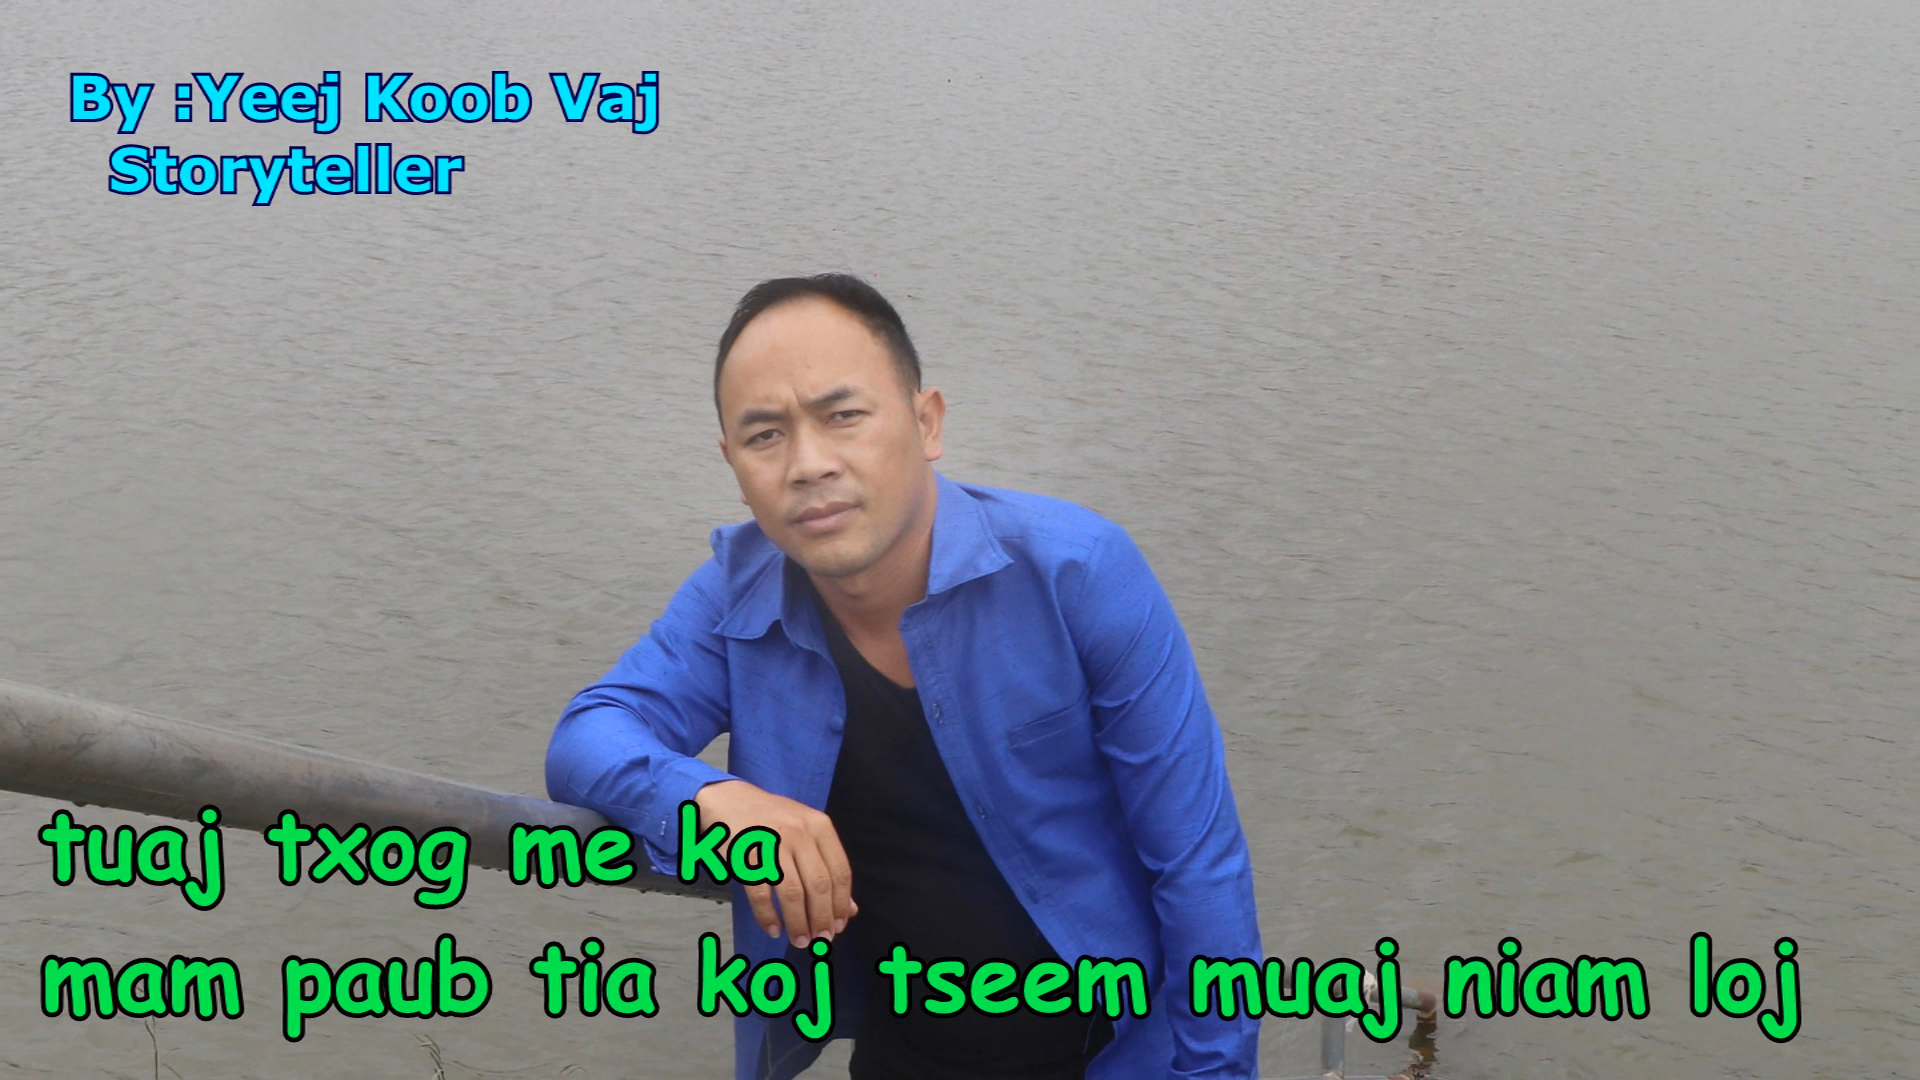 By :Yeej Koob Vaj
Storyteller
tuaj txog me ka
mam paub tia koj tseem muaj niam loj